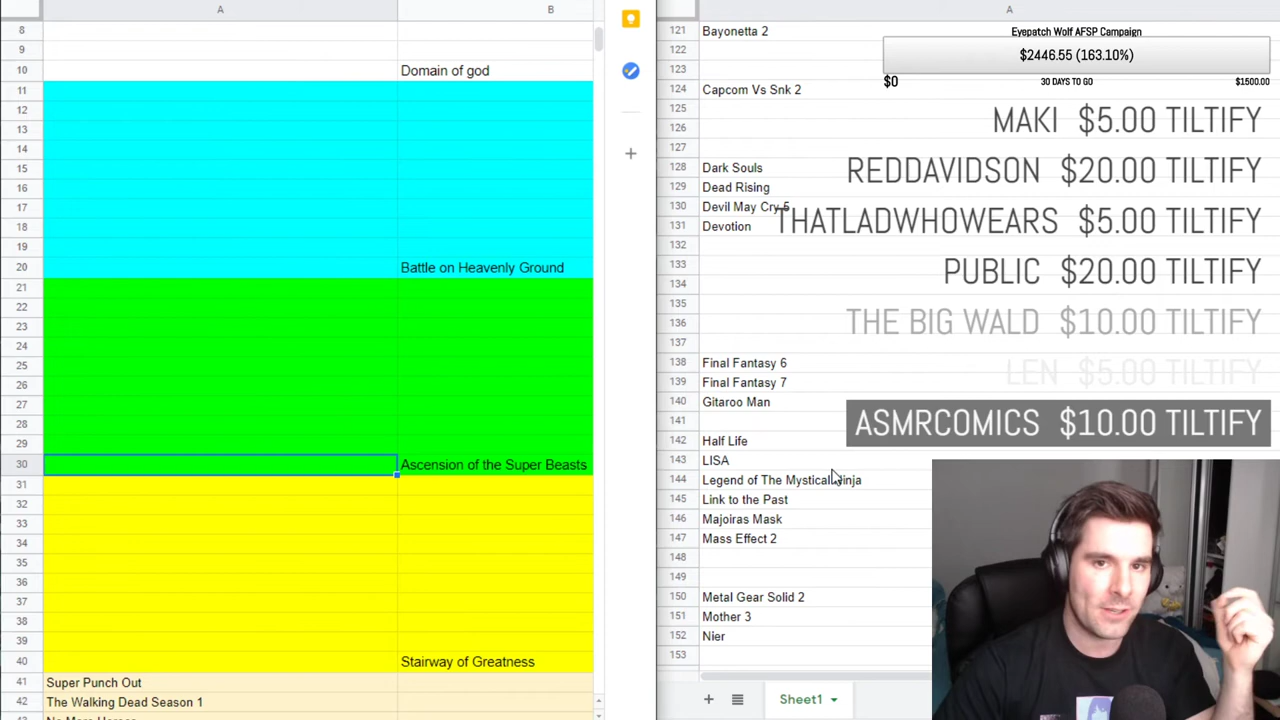 A
B
8
9
10
Domain of god
11
12
13
14
15
16
17
18
19
20
Battle on Heavenly Ground
21
22
23
24
25
26
27
28
29
30
Ascension of the Super Beasts
31
32
33
34
35
36
37
38
39
40
Stairway of Greatness
41
Super Punch Out
42
The Walking Dead Season 1
A
121
Bayonetta 2
122
123
124
Capcom Vs Snk 2
125
126
127
128
Dark Souls
129
Dead Rising
130
Devil May Cry 5
131
Devotion
132
133
134
135
136
137
138
Final Fantasy 6
139
Final Fantasy 7
140
Gitaroo Man
141
142
Half Life
143
LISA
144
Legend of The Mystical Ninja
145
Link to the Past
146
Majoiras Mask
147
Mass Effect 2
148
149
150
Metal Gear Solid 2
151
Mother 3
152
Nier
153
Sheet1
Eyepatch Wolf AFSP Campaign
$2446.55 (163.10%)
$0
30 DAYS TO GO
$1500.00
MAKI $5.00 TILTIFY
REDDAVIDSON $20.00 TILTIFY
THATLADWHOWEARS $5.00 TILTIFY
PUBLIC $20.00 TILTIFY
THE BIG WALD $10.00 TILTIFY
LEN $5.00 TILTIFY
ASMRCOMICS $10.00 TILTIFY